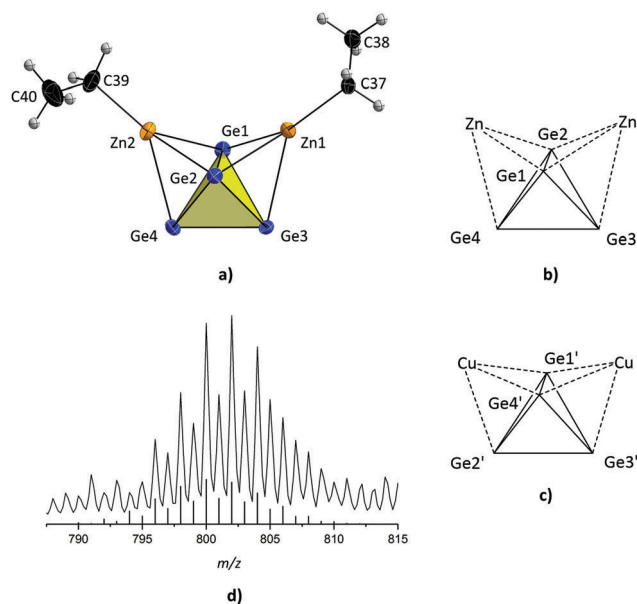 C38
C39
C37
C40
Zn2
Ge1
Zn1
Ge2
Ge4
Ge3
a)
Zn
Ge2
Zn
Ge1
Ge4
Ge3
b)
Cu
Ge1'
Cu
Ge4'
Ge2'
Ge3'
c)
790 795 800 805 810 815
m/z
d)